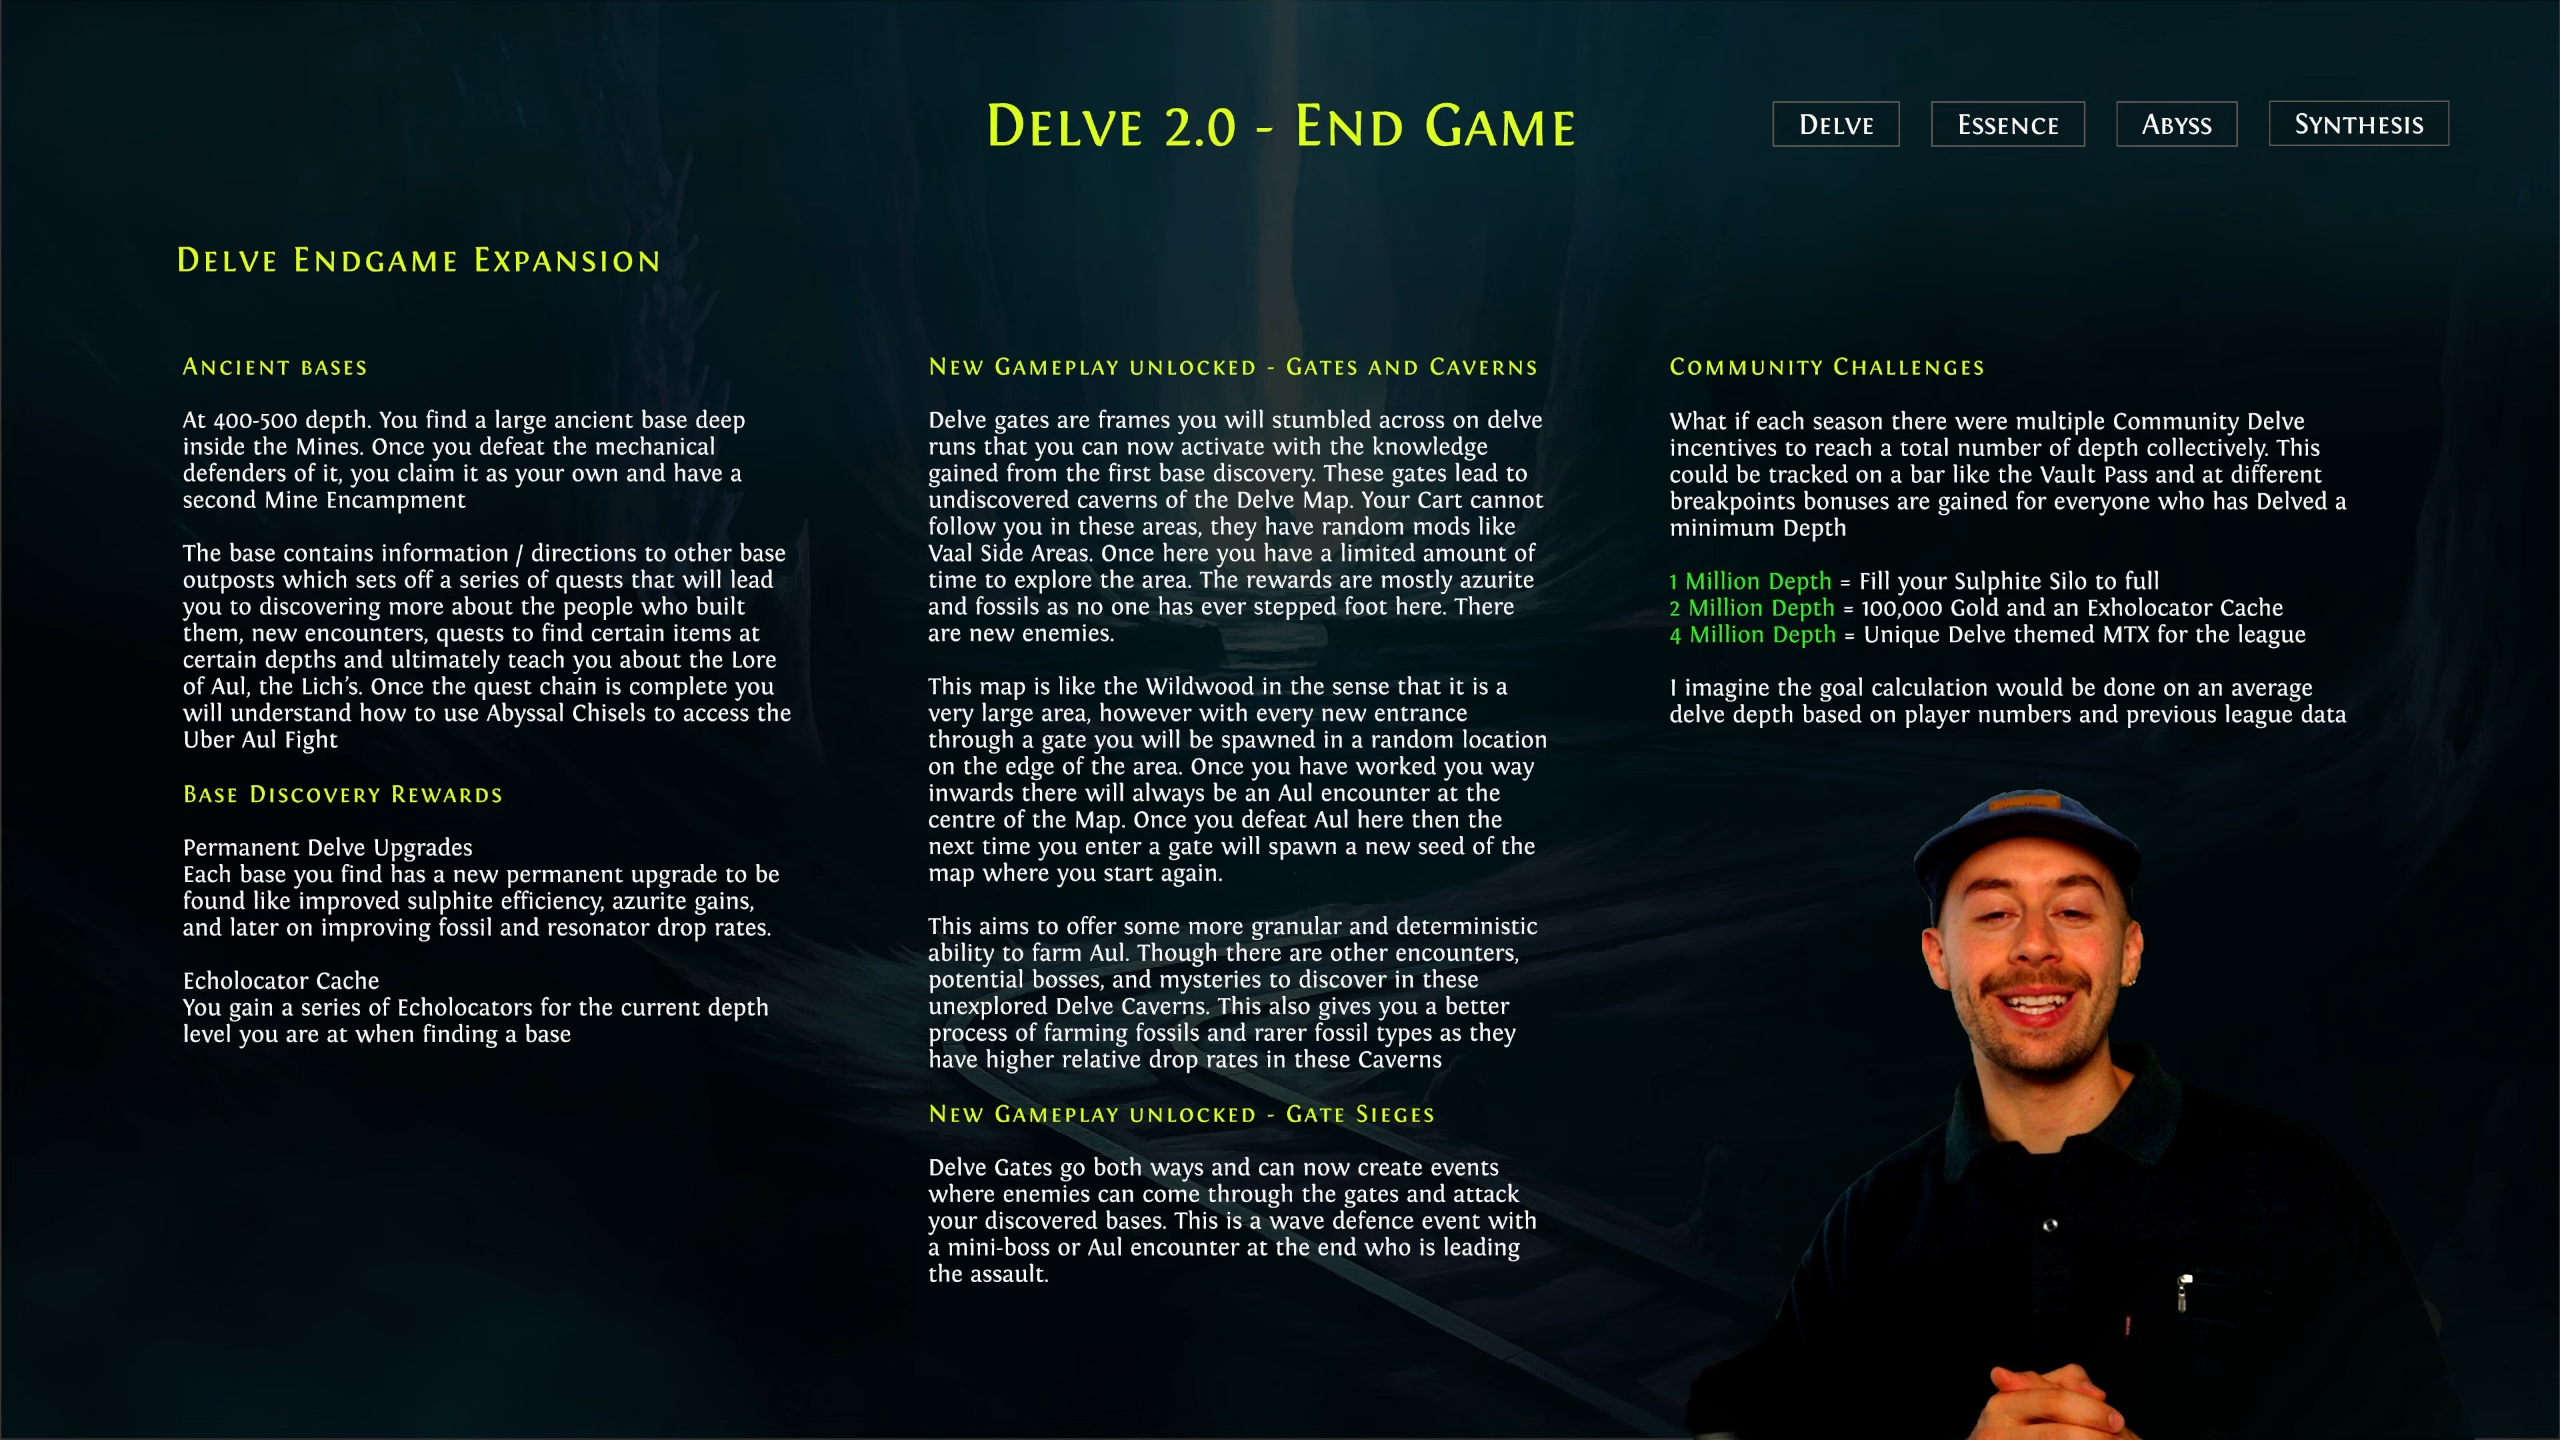 Delve 2.0 - End Game
Delve
Essence
Abyss
Synthesis
Delve Endgame Expansion
Ancient bases
At 400-500 depth. You find a large ancient base deep
inside the Mines. Once you defeat the mechanical
defenders of it, you claim it as your own and have a
second Mine Encampment
The base contains information / directions to other base
outposts which sets off a series of quests that will lead
you to discovering more about the people who built
them, new encounters, quests to find certain items at
certain depths and ultimately teach you about the Lore
of Aul, the Lich's. Once the quest chain is complete you
will understand how to use Abyssal Chisels to access the
Uber Aul Fight
Base Discovery Rewards
Permanent Delve Upgrades
Each base you find has a new permanent upgrade to be
found like improved sulphite efficiency, azurite gains,
and later on improving fossil and resonator drop rates.
Echolocator Cache
You gain a series of Echolocators for the current depth
level you are at when finding a base
New Gameplay unlocked - Gates and Caverns
Delve gates are frames you will stumbled across on delve
runs that you can now activate with the knowledge
gained from the first base discovery. These gates lead to
undiscovered caverns of the Delve Map. Your Cart cannot
follow you in these areas, they have random mods like
Vaal Side Areas. Once here you have a limited amount of
time to explore the area. The rewards are mostly azurite
and fossils as no one has ever stepped foot here. There
are new enemies.
This map is like the Wildwood in the sense that it is a
very large area, however with every new entrance
through a gate you will be spawned in a random location
on the edge of the area. Once you have worked you way
inwards there will always be an Aul encounter at the
centre of the Map. Once you defeat Aul here then the
next time you enter a gate will spawn a new seed of the
map where you start again.
This aims to offer some more granular and deterministic
ability to farm Aul. Though there are other encounters,
potential bosses, and mysteries to discover in these
unexplored Delve Caverns. This also gives you a better
process of farming fossils and rarer fossil types as they
have higher relative drop rates in these Caverns
New Gameplay unlocked - Gate Sieges
Delve Gates go both ways and can now create events
where enemies can come through the gates and attack
your discovered bases. This is a wave defence event with
a mini-boss or Aul encounter at the end who is leading
the assault.
Community Challenges
What if each season there were multiple Community Delve
incentives to reach a total number of depth collectively. This
could be tracked on a bar like the Vault Pass and at different
breakpoints bonuses are gained for everyone who has Delved a
minimum Depth
1 Million Depth = Fill your Sulphite Silo to full
2 Million Depth = 100,000 Gold and an Exholocator Cache
4 Million Depth = Unique Delve themed MTX for the league
I imagine the goal calculation would be done on an average
delve depth based on player numbers and previous league data